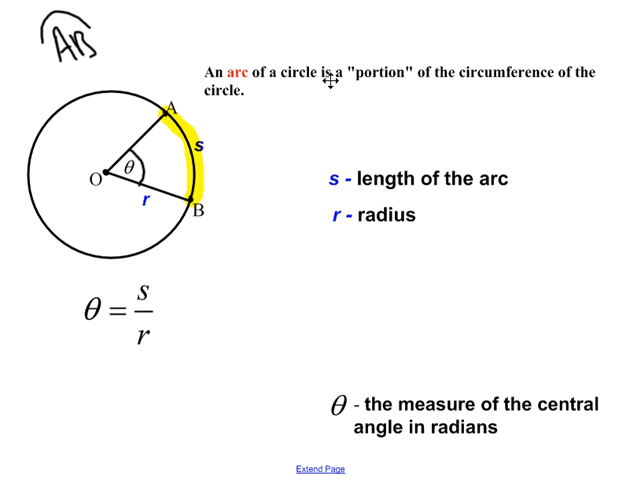 AB
An arc of a circle is a "portion" of the circumference of the
circle.
A
s
θ
O
r
B
s - length of the arc
r - radius
θ = s/r
θ - the measure of the central
angle in radians
Extend Page